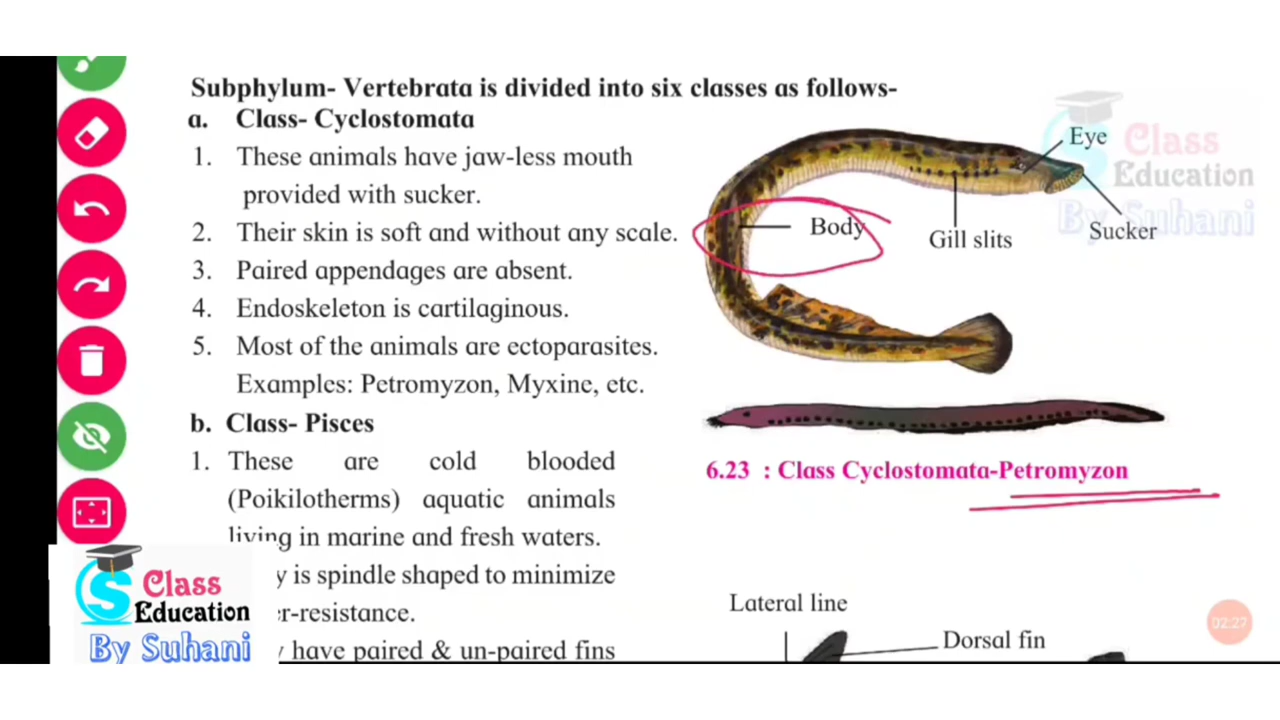 Subphylum- Vertebrata is divided into six classes as follows-
a. Class- Cyclostomata
1. These animals have jaw-less mouth
provided with sucker.
2. Their skin is soft and without any scale.
3. Paired appendages are absent.
4. Endoskeleton is cartilaginous.
5. Most of the animals are ectoparasites.
Examples: Petromyzon, Myxine, etc.
b. Class- Pisces
1. These are cold blooded
(Poikilotherms) aquatic animals
living in marine and fresh waters.
y is spindle shaped to minimize
r-resistance.
have paired & un-paired fins
Eye
Body
Gill slits
Sucker
Class
Education
By Suhani
6.23 : Class Cyclostomata-Petromyzon
Lateral line
Dorsal fin
02:27
S Class
Education
By Suhani